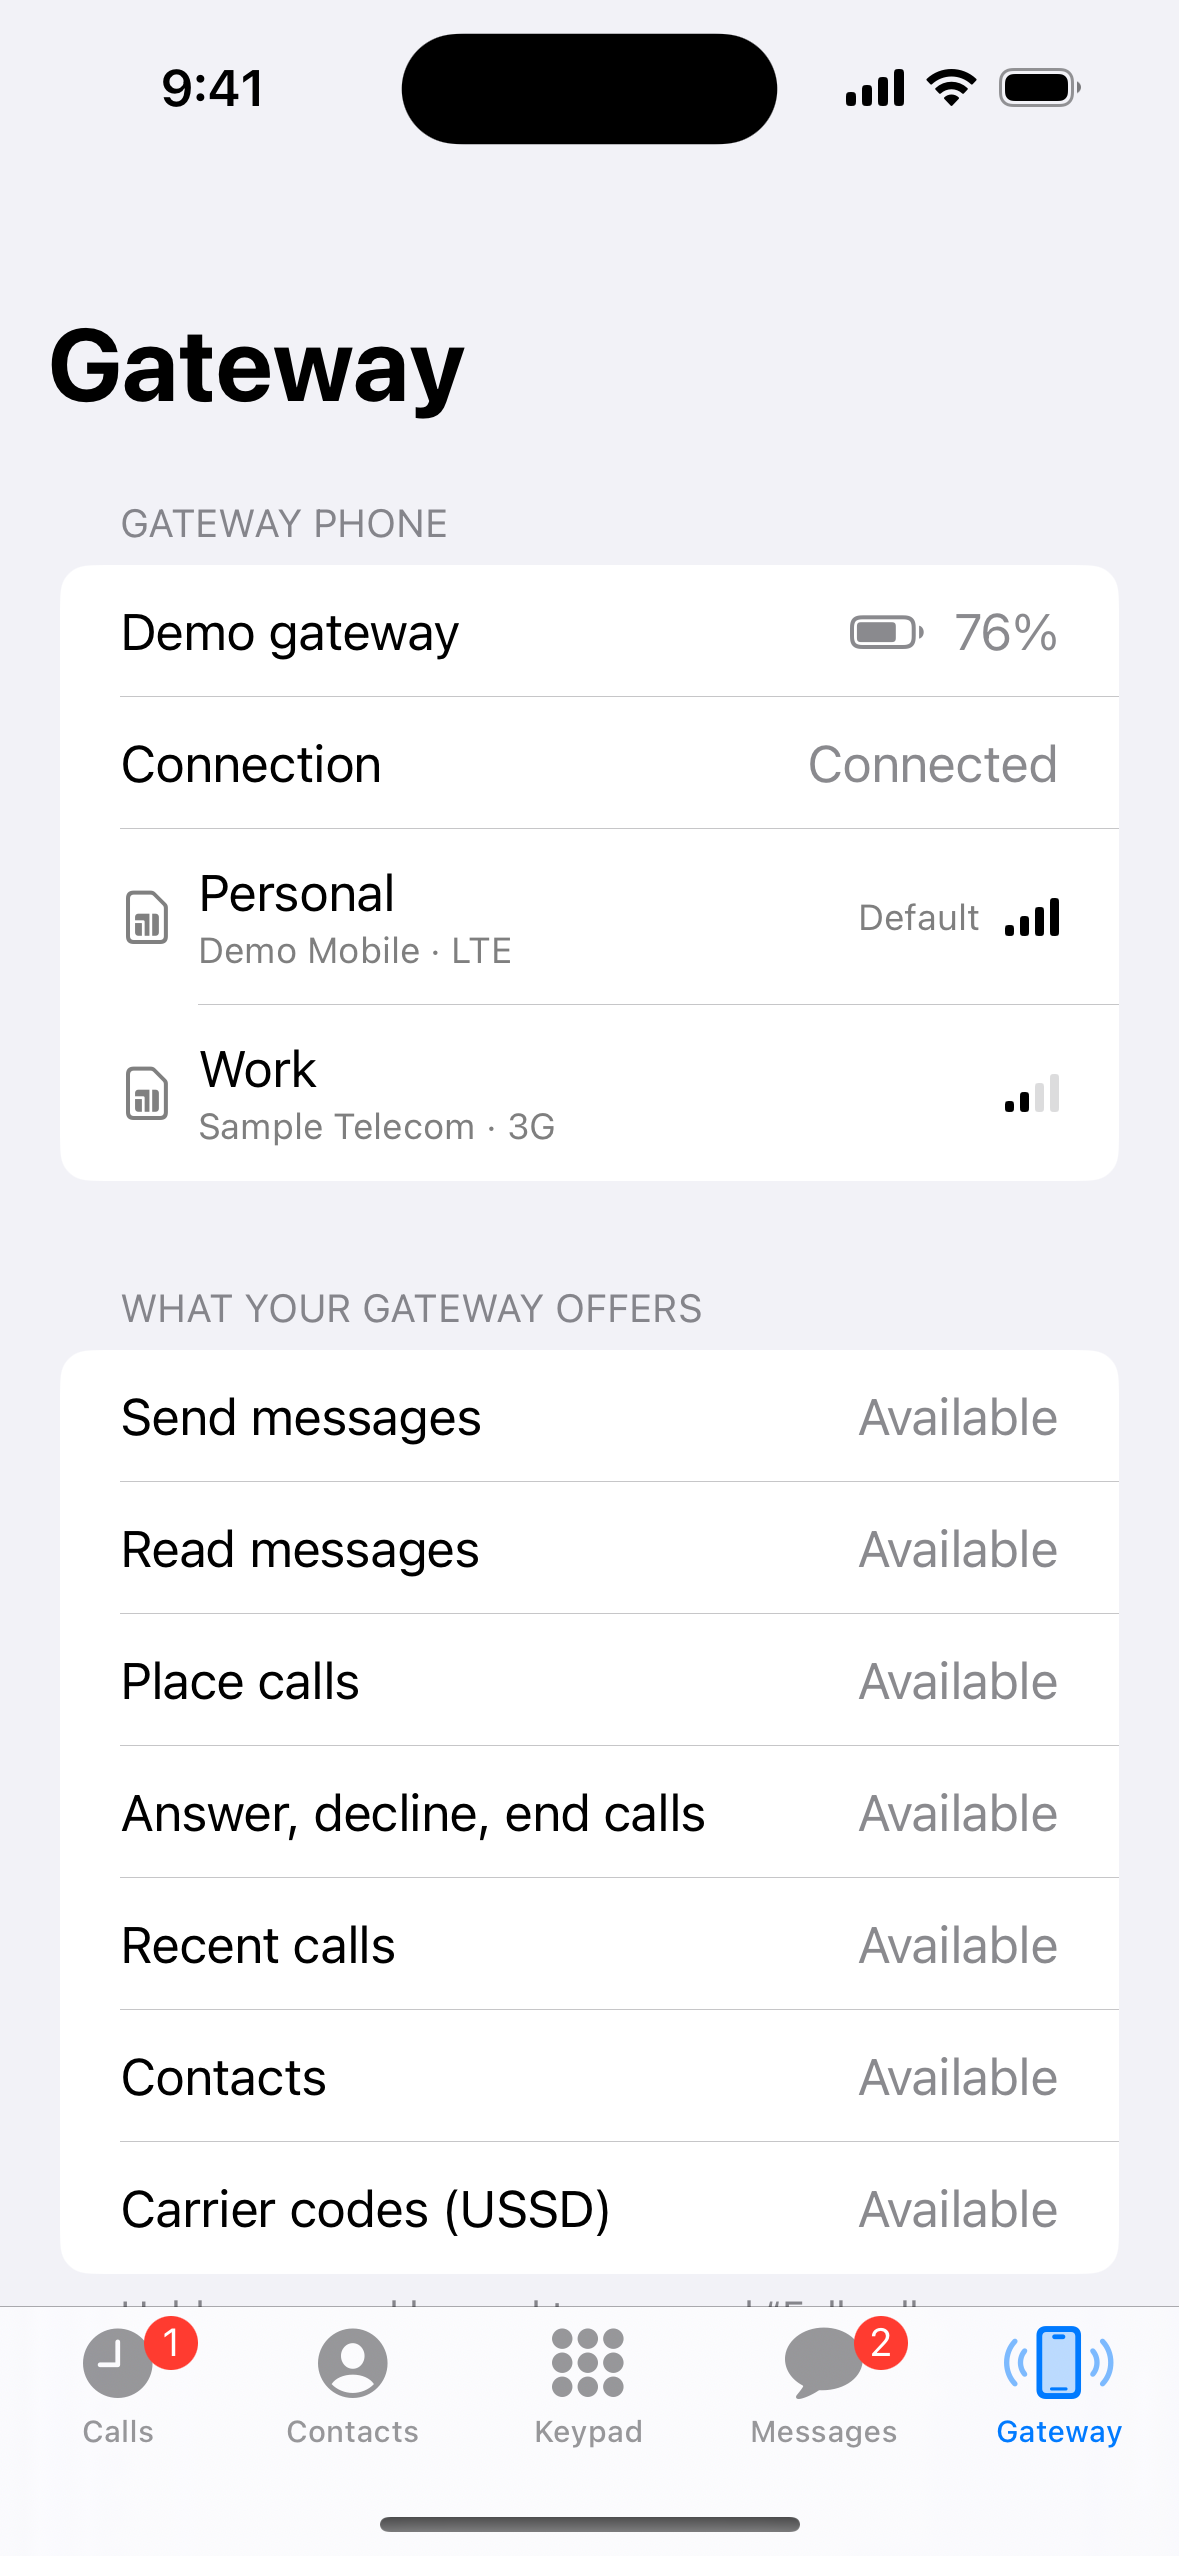 9:41
Gateway
GATEWAY PHONE
Demo gateway 76%
Connection Connected
Personal
Demo Mobile · LTE
Default
Work
Sample Telecom · 3G
WHAT YOUR GATEWAY OFFERS
Send messages Available
Read messages Available
Place calls Available
Answer, decline, end calls Available
Recent calls Available
Contacts Available
Carrier codes (USSD) Available
1
2
Calls Contacts Keypad Messages Gateway